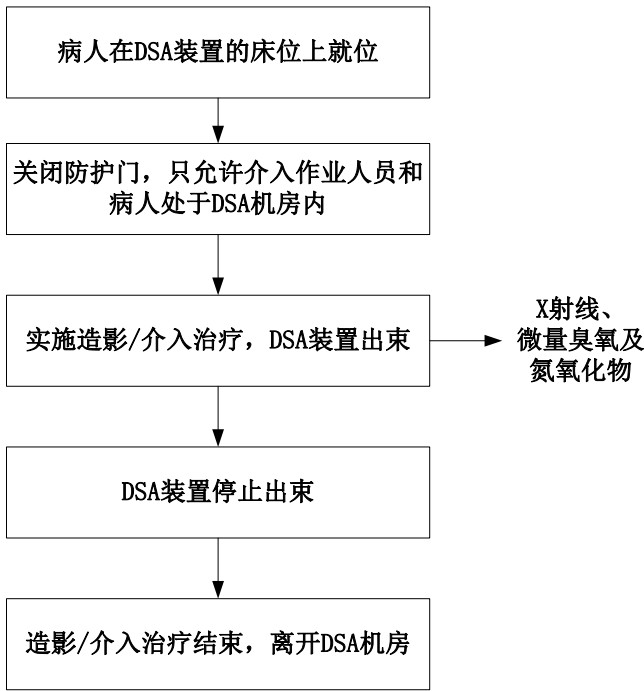 病人在DSA装置的床位上就位
关闭防护门，只允许介入作业人员和
病人处于DSA机房内
实施造影/介入治疗，DSA装置出束
X射线、
微量臭氧及
氮氧化物
DSA装置停止出束
造影/介入治疗结束，离开DSA机房